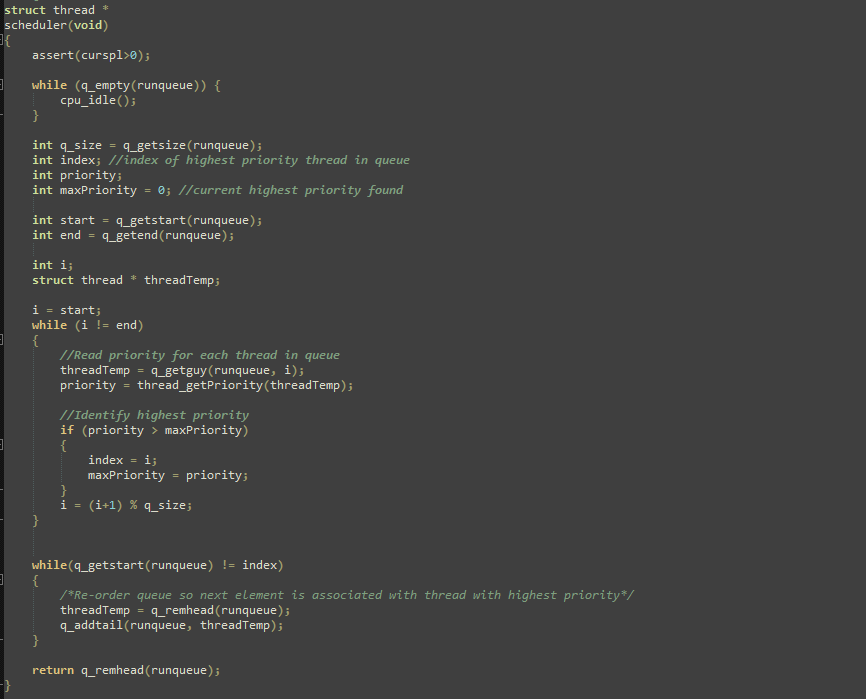 struct thread *
scheduler(void)
{
    assert(curspl>0);

    while (q_empty(runqueue)) {
        cpu_idle();
    }

    int q_size = q_getsize(runqueue);
    int index; //index of highest priority thread in queue
    int priority;
    int maxPriority = 0; //current highest priority found

    int start = q_getstart(runqueue);
    int end = q_getend(runqueue);

    int i;
    struct thread * threadTemp;

    i = start;
    while (i != end)
    {
        //Read priority for each thread in queue
        threadTemp = q_getguy(runqueue, i);
        priority = thread_getPriority(threadTemp);

        //Identify highest priority
        if (priority > maxPriority)
        {
            index = i;
            maxPriority = priority;
        }
        i = (i+1) % q_size;
    }


    while(q_getstart(runqueue) != index)
    {
        /*Re-order queue so next element is associated with thread with highest priority*/
        threadTemp = q_remhead(runqueue);
        q_addtail(runqueue, threadTemp);
    }

    return q_remhead(runqueue);
}